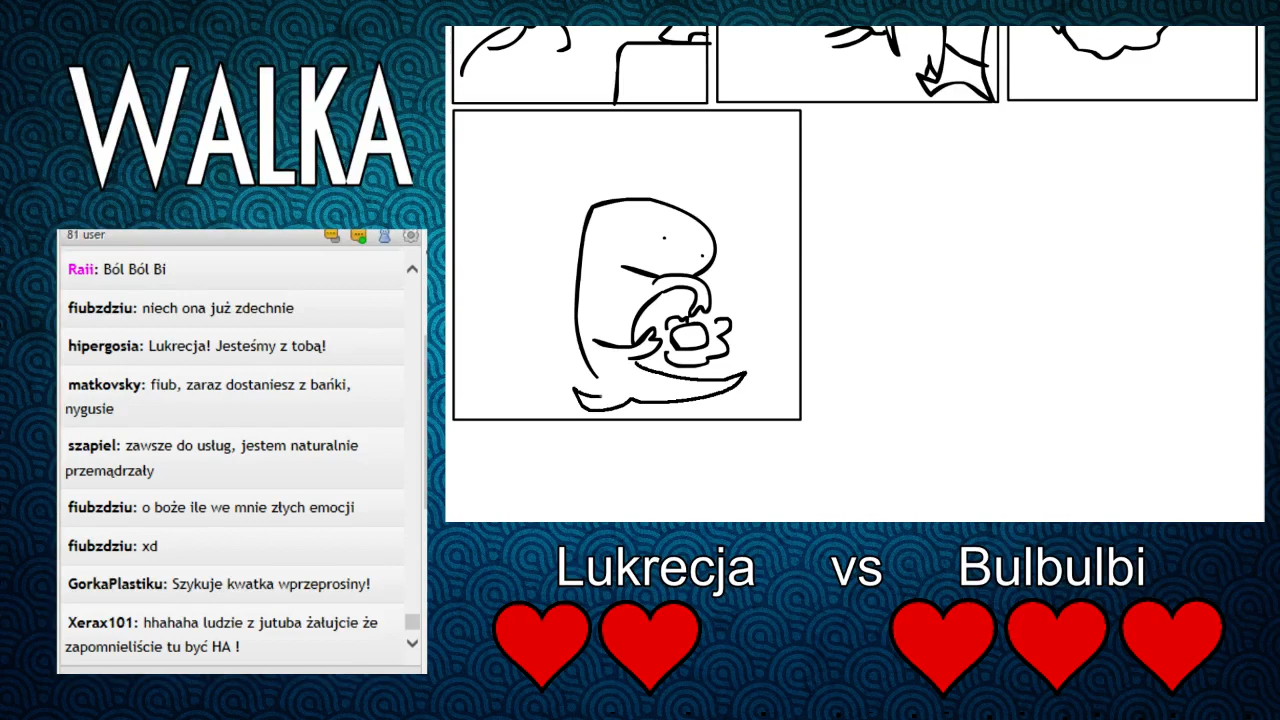 WALKA
81 user
Raii: Ból Ból Bi
fiubzdziu: niech ona już zdechnie
hipergosia: Lukrecja! Jesteśmy z tobą!
matkovsky: fiub, zaraz dostaniesz z bańki,
nygusie
szapiel: zawsze do usług, jestem naturalnie
przemądrzały
fiubzdziu: o boże ile we mnie złych emocji
fiubzdziu: xd
GorkaPlastiku: Szykuje kwatka wprzeprosiny!
Xerax101: hhahaha ludzie z jutuba żałujcie że
zapomnieliście tu być HA !
Lukrecja vs Bulbulbi